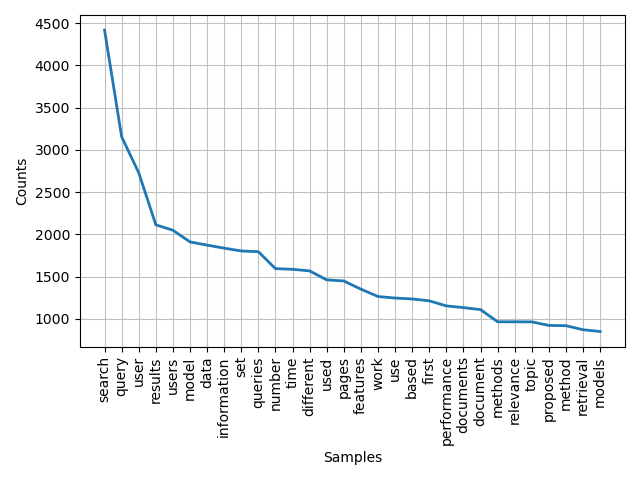 4500
4000
3500
3000
2500
2000
1500
1000
Counts
search
query
user
results
users
model
data
information
set
queries
number
time
different
used
pages
features
work
use
based
first
performance
documents
document
methods
relevance
topic
proposed
method
retrieval
models
Samples